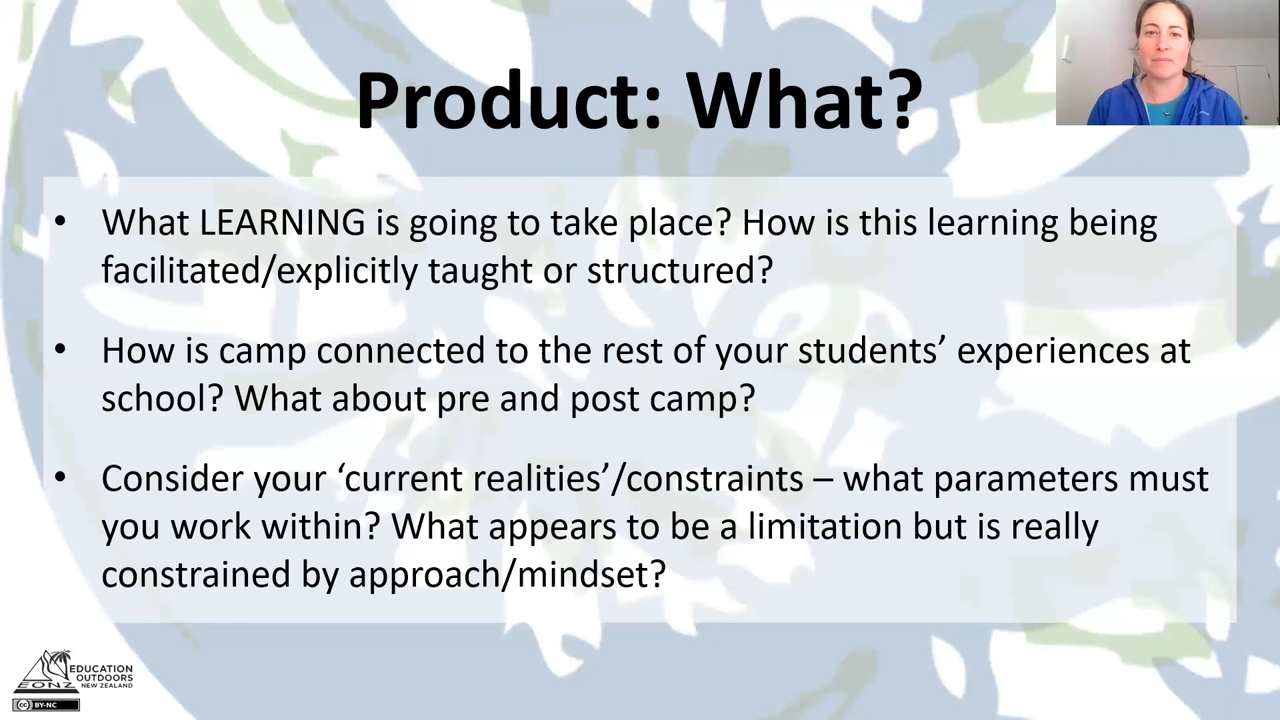 Product: What?
• What LEARNING is going to take place? How is this learning being
facilitated/explicitly taught or structured?
• How is camp connected to the rest of your students’ experiences at
school? What about pre and post camp?
• Consider your ‘current realities’/constraints – what parameters must
you work within? What appears to be a limitation but is really
constrained by approach/mindset?
EDUCATION
OUTDOORS
NEW ZEALAND
EONZ
cc BY-NC